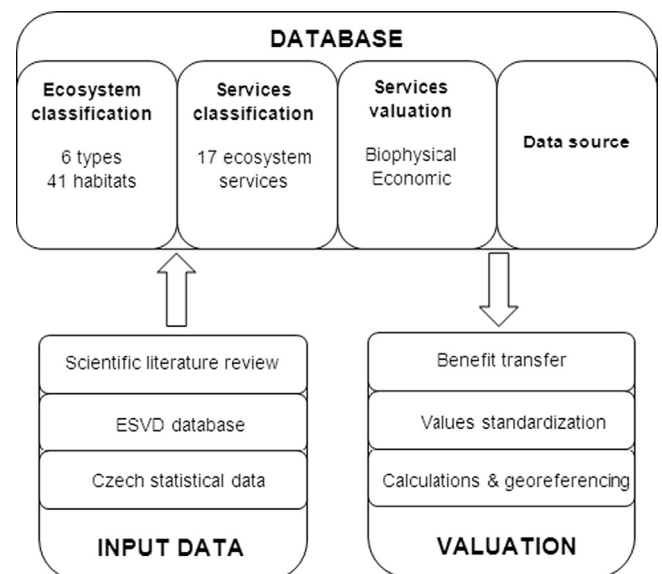 DATABASE
Ecosystem
classification
6 types
41 habitats
Services
classification
17 ecosystem
services
Services
valuation
Biophysical
Economic
Data source
Scientific literature review
ESVD database
Czech statistical data
INPUT DATA
Benefit transfer
Values standardization
Calculations & georeferencing
VALUATION